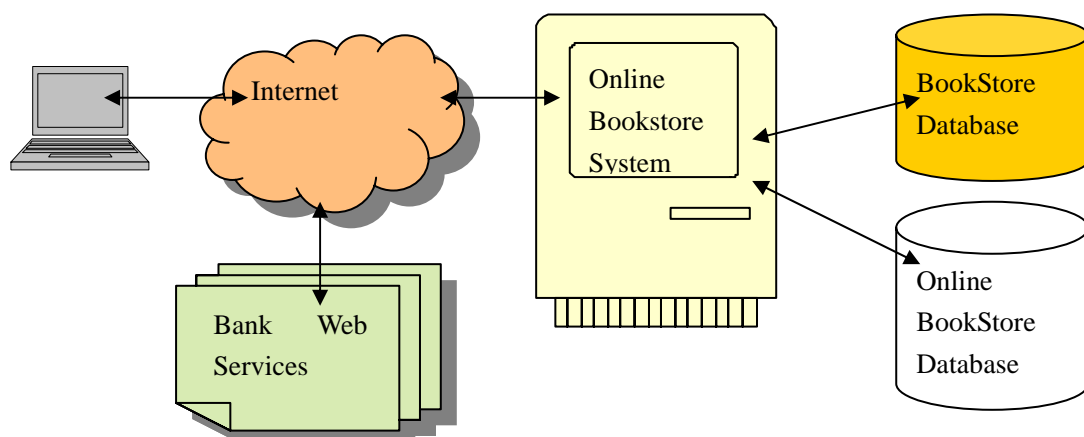 Internet
Online
Bookstore
System
BookStore
Database
Bank Web
Services
Online
BookStore
Database